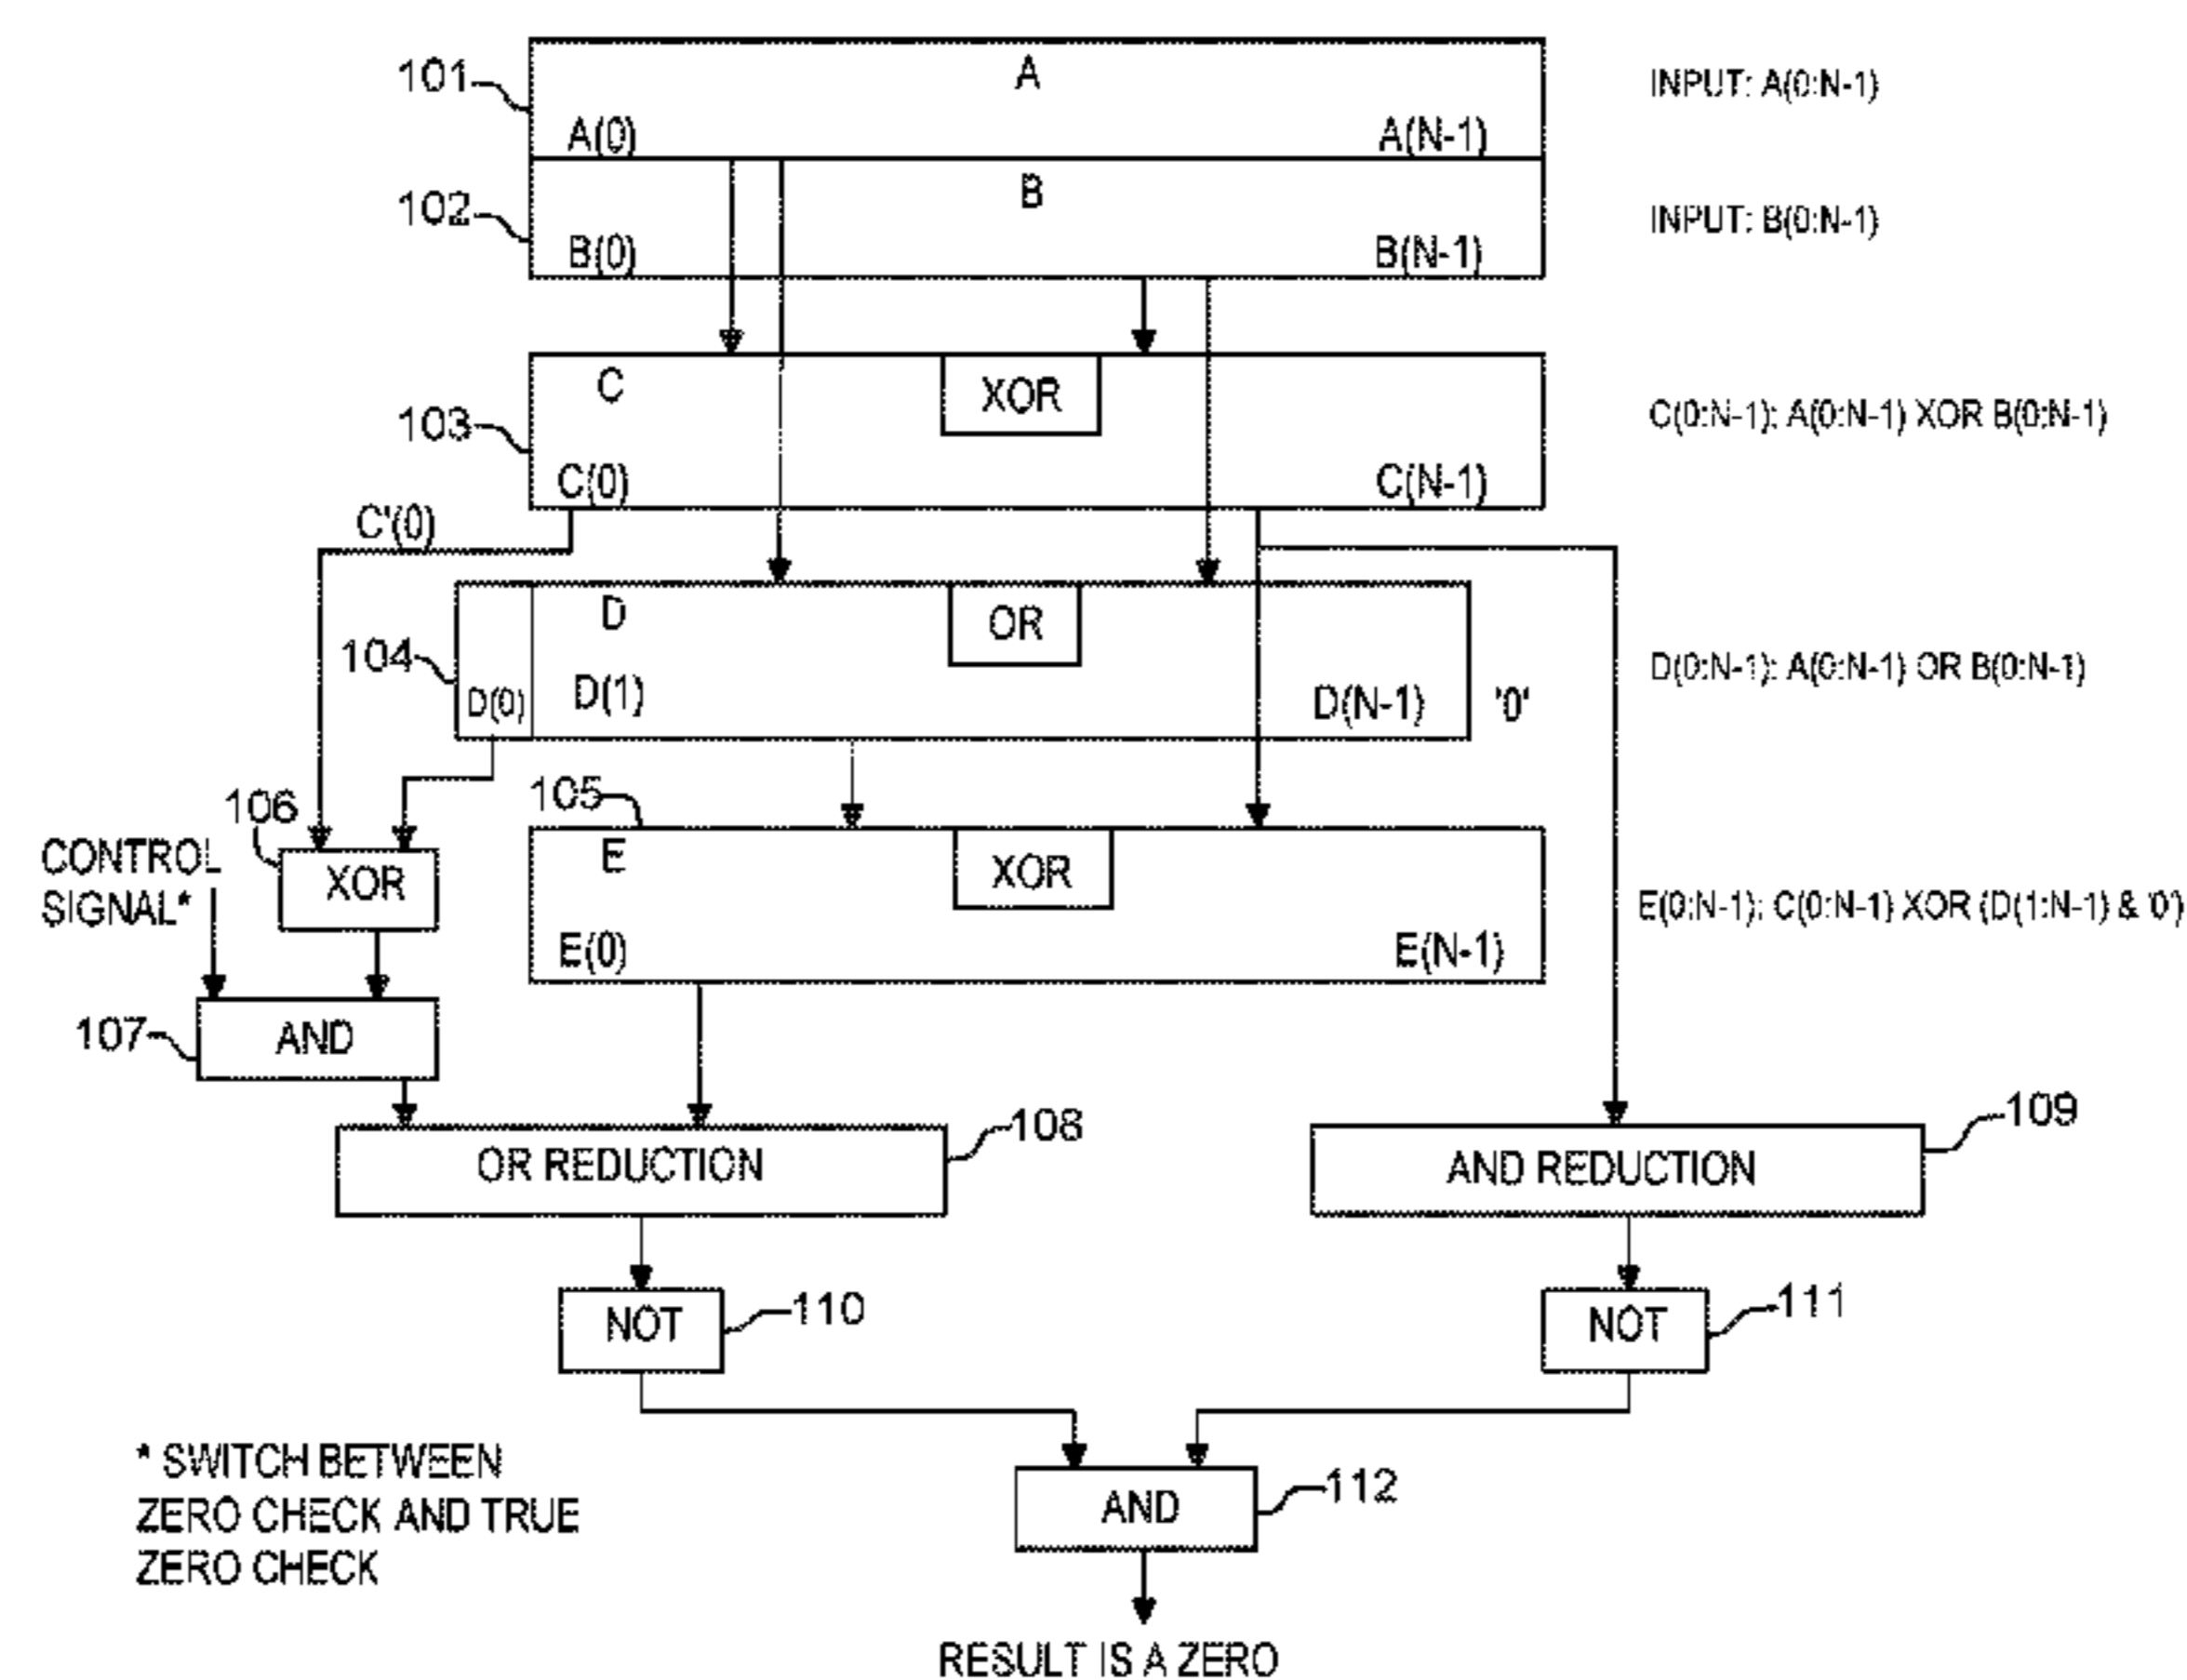 101
A
INPUT: A(0:N-1)
A(0)
A(N-1)
102
B
INPUT: B(0:N-1)
B(0)
B(N-1)
C
XOR
103
C(0:N-1): A(0:N-1) XOR B(0:N-1)
C(0)
C(N-1)
C'(0)
D
OR
104
D(0:N-1): A(0:N-1) OR B(0:N-1)
D(0)
D(1)
D(N-1)
'0'
105
106
CONTROL
SIGNAL*
XOR
E
XOR
E(0:N-1): C(0:N-1) XOR (D(1:N-1) & '0')
E(0)
E(N-1)
107
AND
108
109
OR REDUCTION
AND REDUCTION
NOT
110
NOT
111
* SWITCH BETWEEN
ZERO CHECK AND TRUE
ZERO CHECK
AND
112
RESULT IS A ZERO